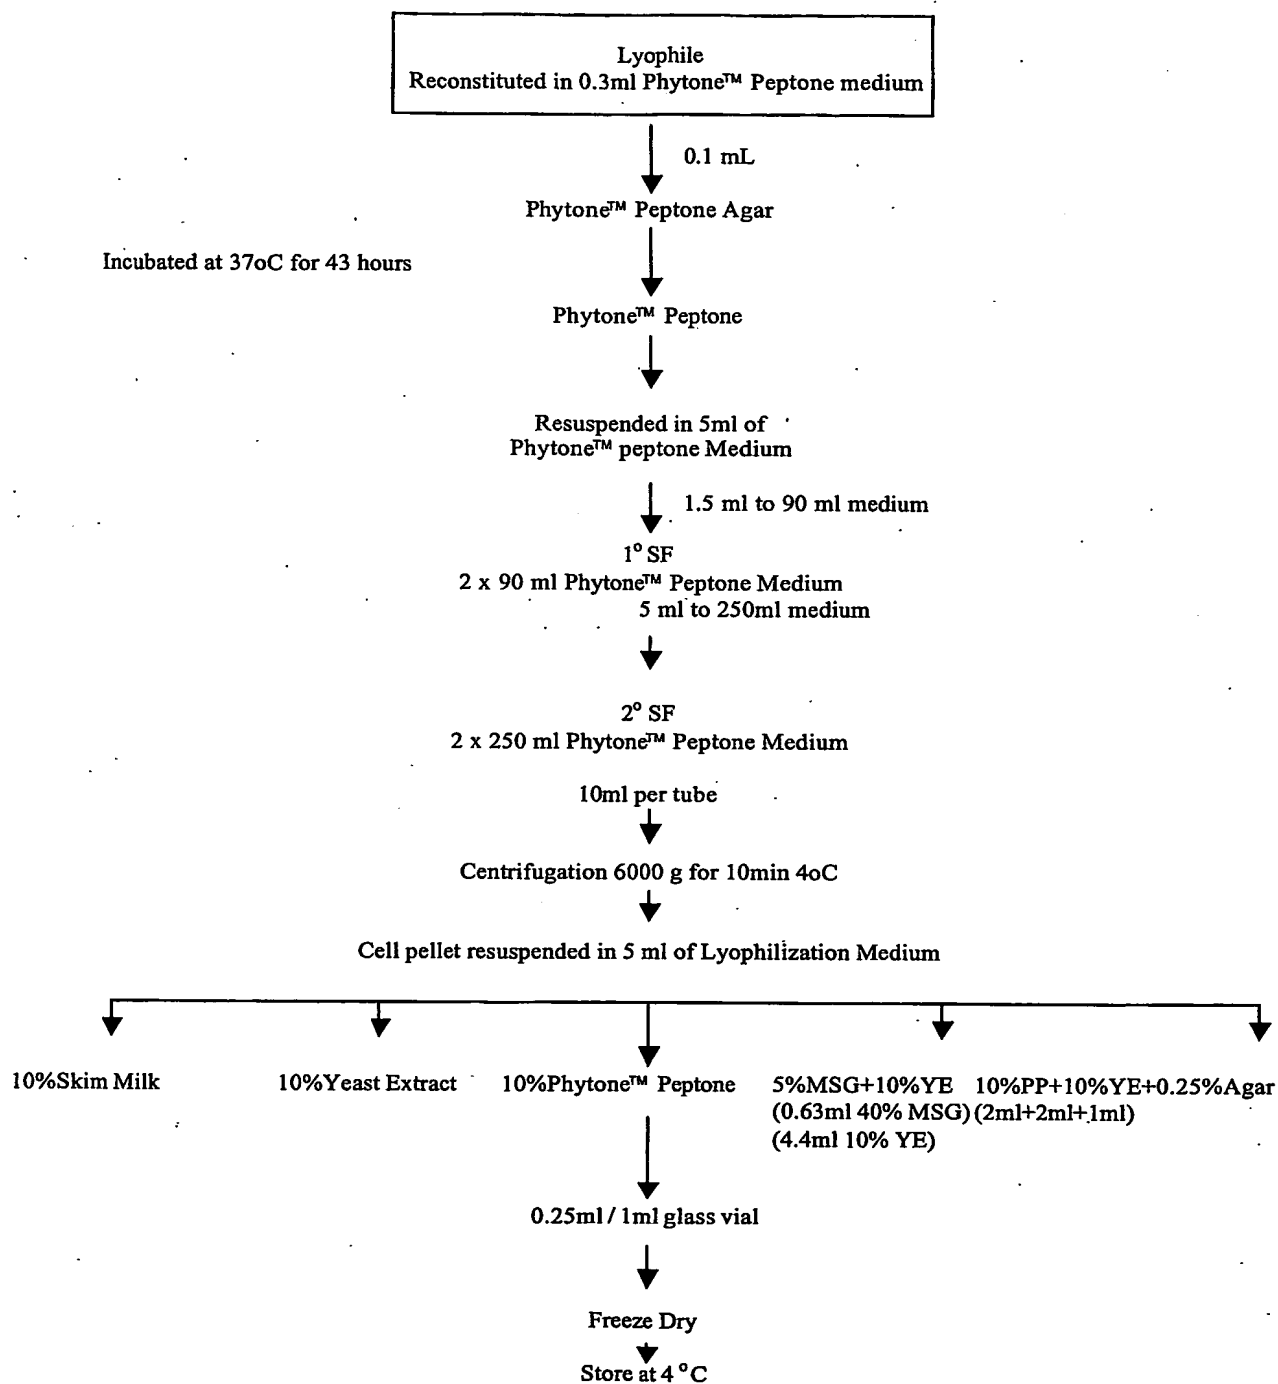 Lyophile
Reconstituted in 0.3ml Phytone™ Peptone medium
0.1 mL
Phytone™ Peptone Agar
Incubated at 37oC for 43 hours
Phytone™ Peptone
Resuspended in 5ml of
Phytone™ peptone Medium
1.5 ml to 90 ml medium
1° SF
2 x 90 ml Phytone™ Peptone Medium
5 ml to 250ml medium
2° SF
2 x 250 ml Phytone™ Peptone Medium
10ml per tube
Centrifugation 6000 g for 10min 4oC
Cell pellet resuspended in 5 ml of Lyophilization Medium
10%Skim Milk 10%Yeast Extract 10%Phytone™ Peptone 5%MSG+10%YE 10%PP+10%YE+0.25%Agar
(0.63ml 40% MSG) (2ml+2ml+1ml)
(4.4ml 10% YE)
0.25ml / 1ml glass vial
Freeze Dry
Store at 4 °C